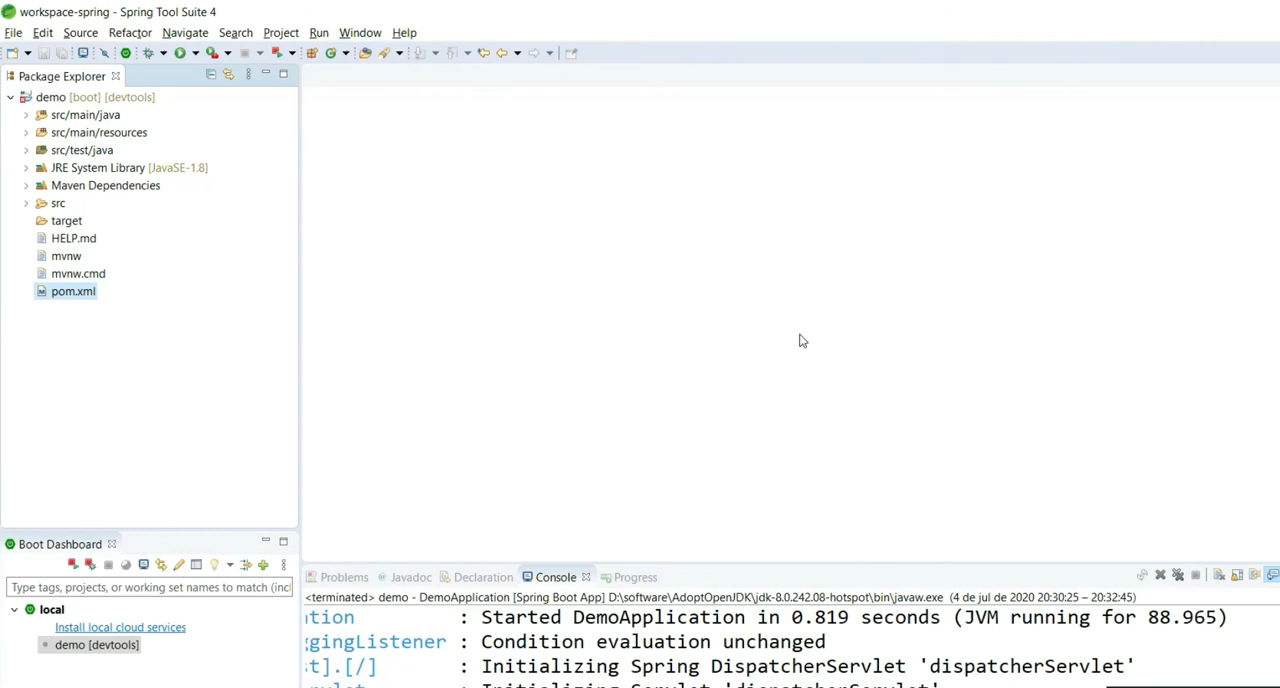 workspace-spring - Spring Tool Suite 4
File Edit Source Refactor Navigate Search Project Run Window Help
Package Explorer
demo [boot] [devtools]
src/main/java
src/main/resources
src/test/java
JRE System Library [JavaSE-1.8]
Maven Dependencies
src
target
HELP.md
mvnw
mvnw.cmd
pom.xml
Boot Dashboard
Type tags, projects, or working set names to match (incl
local
Install local cloud services
demo [devtools]
Problems Javadoc Declaration Console Progress
<terminated> demo - DemoApplication [Spring Boot App] D:\software\AdoptOpenJDK\jdk-8.0.242.08-hotspot\bin\javaw.exe (4 de jul de 2020 20:30:25 – 20:32:45)
ation : Started DemoApplication in 0.819 seconds (JVM running for 88.965)
ggingListener : Condition evaluation unchanged
st].[/] : Initializing Spring DispatcherServlet 'dispatcherServlet'
: Initializing Servlet 'dispatcherServlet'